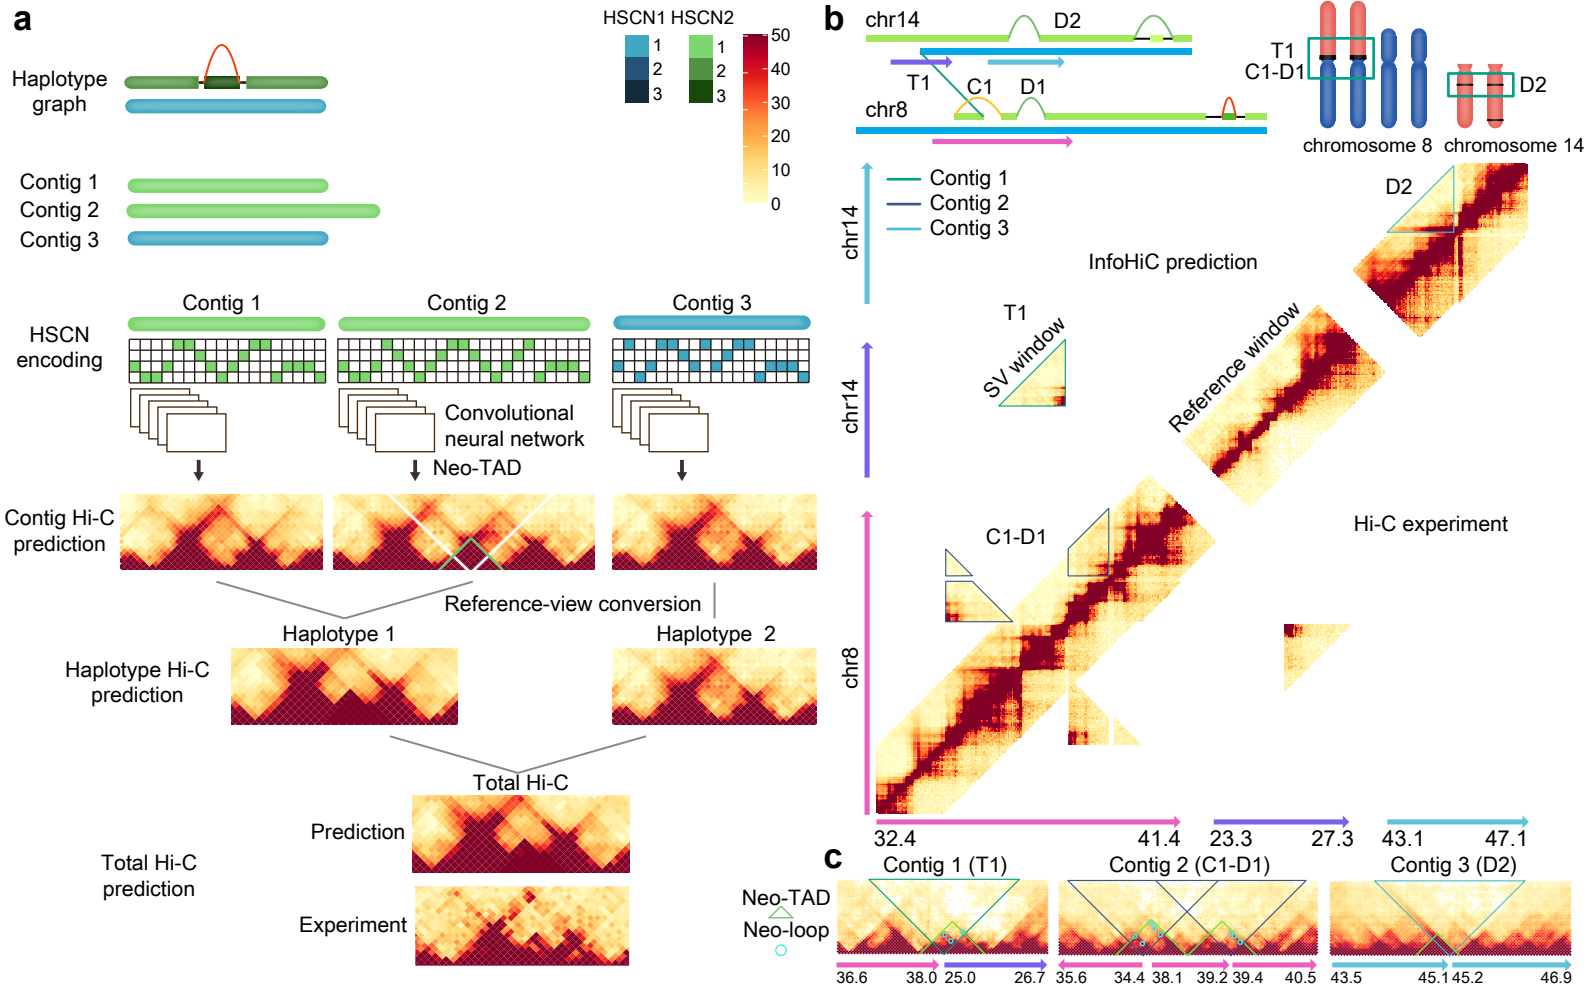 a
HSCN1 HSCN2
1
2
3
1
2
3
50
40
30
20
10
0
Haplotype
graph
Contig 1
Contig 2
Contig 3
Contig 1
Contig 2
Contig 3
HSCN
encoding
Convolutional
neural network
Neo-TAD
Contig Hi-C
prediction
Reference-view conversion
Haplotype 1
Haplotype 2
Haplotype Hi-C
prediction
Total Hi-C
Prediction
Total Hi-C
prediction
Experiment
b
chr14
D2
T1
C1
D1
chr8
T1
C1-D1
D2
chromosome 8
chromosome 14
Contig 1
Contig 2
Contig 3
chr14
D2
InfoHiC prediction
T1
SV window
Reference window
chr14
C1-D1
Hi-C experiment
chr8
32.4
41.4
23.3
27.3
43.1
47.1
c
Contig 1 (T1)
Contig 2 (C1-D1)
Contig 3 (D2)
Neo-TAD
Neo-loop
36.6
38.0
25.0
26.7
35.6
34.4
38.1
39.2
39.4
40.5
43.5
45.1
45.2
46.9